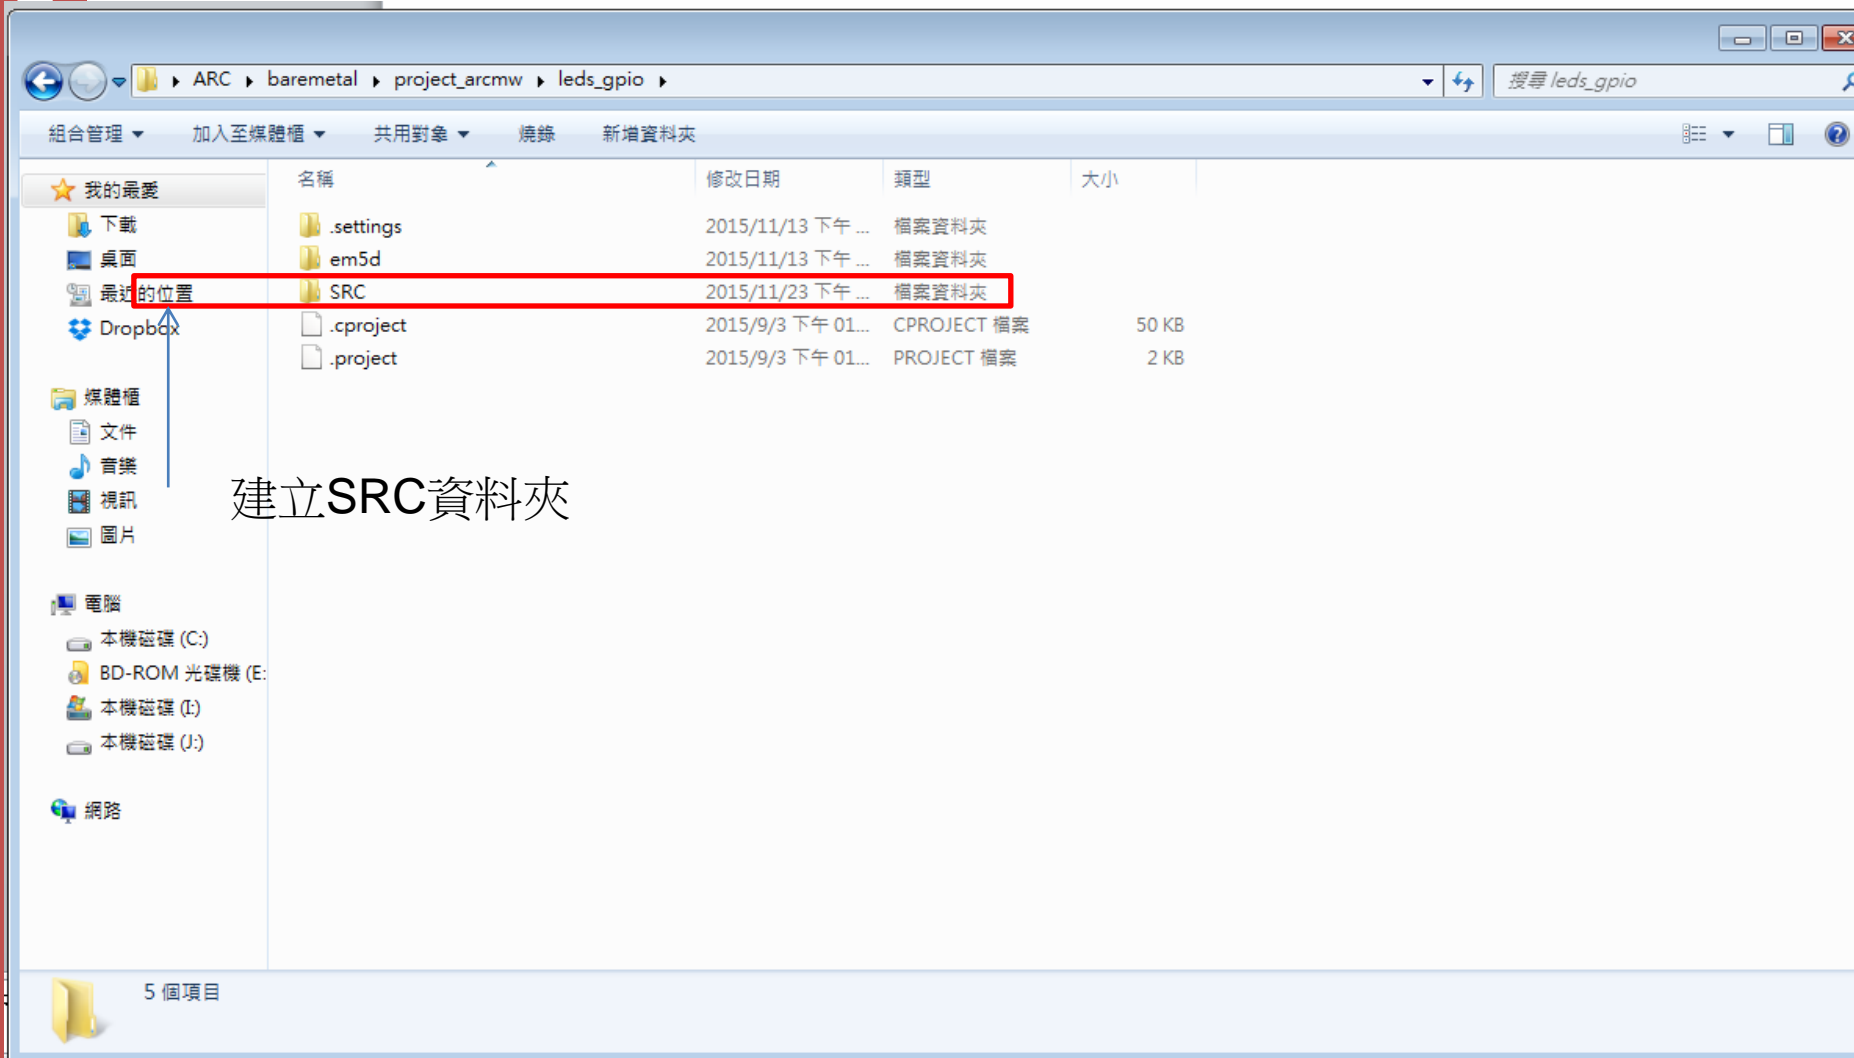 ARC baremetal project_arcmw leds_gpio
搜尋 leds_gpio
組合管理 加入至媒體櫃 共用對象 燒錄 新增資料夾
名稱 修改日期 類型 大小
我的最愛
下載
桌面
最近的位置
Dropbox
媒體櫃
文件
音樂
視訊
圖片
電腦
本機磁碟 (C:)
BD-ROM 光碟機 (E:
本機磁碟 (I:)
本機磁碟 (J:)
網路
.settings 2015/11/13 下午 ... 檔案資料夾
em5d 2015/11/13 下午 ... 檔案資料夾
SRC 2015/11/23 下午 ... 檔案資料夾
.cproject 2015/9/3 下午 01... CPROJECT 檔案 50 KB
.project 2015/9/3 下午 01... PROJECT 檔案 2 KB
建立SRC資料夾
5 個項目